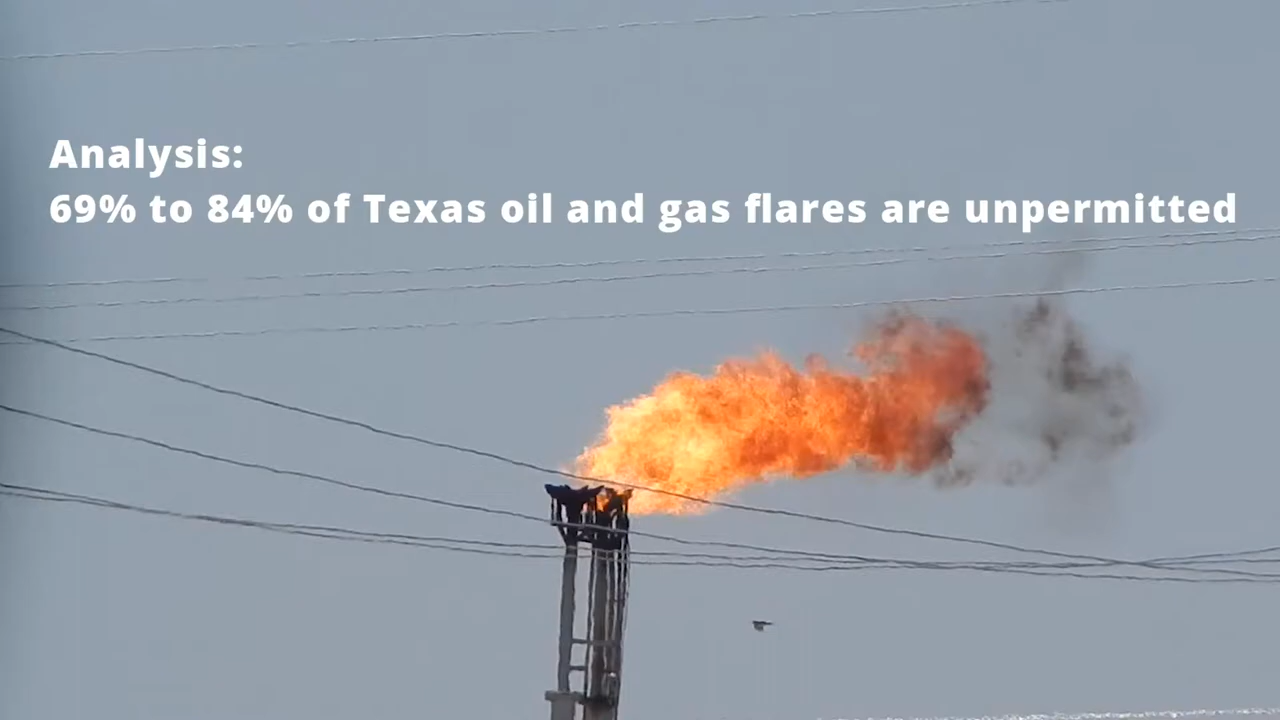 Analysis:
69% to 84% of Texas oil and gas flares are unpermitted